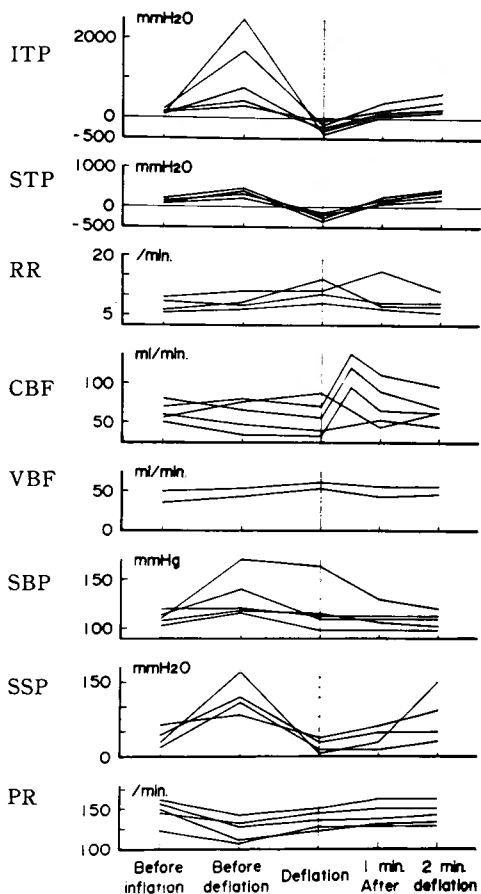 ITP
mmH2O
2000
0
-500
STP
mmH2O
1000
0
-500
RR
/min.
20
5
CBF
ml/min.
100
50
VBF
ml/min.
50
0
SBP
mmHg
150
100
SSP
mmH2O
150
0
PR
/min.
150
100
Before inflation
Before deflation
Deflation
1 min. After
2 min. deflation